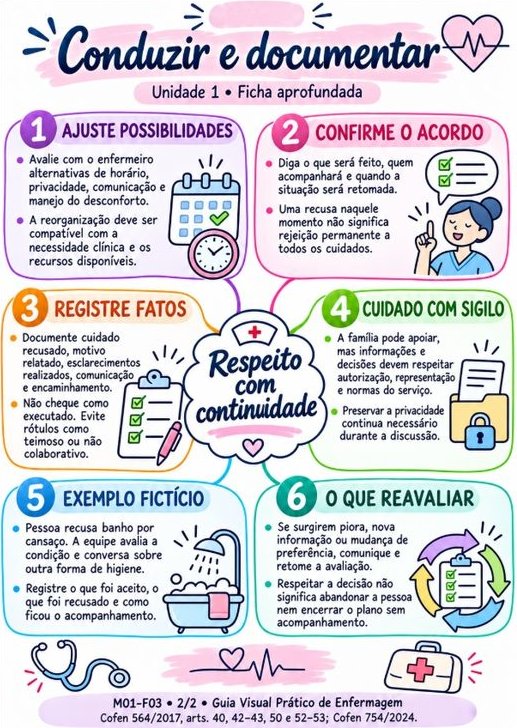 Conduzir e documentar
Unidade 1 • Ficha aprofundada
1 AJUSTE POSSIBILIDADES
• Avalie com o enfermeiro
alternativas de horário,
privacidade, comunicação e
manejo do desconforto.
• A reorganização deve ser
compatível com a
necessidade clínica e os
recursos disponíveis.
2 CONFIRME O ACORDO
• Diga o que será feito, quem
acompanhará e quando a
situação será retomada.
• Uma recusa naquele
momento não significa
rejeição permanente a
todos os cuidados.
3 REGISTRE FATOS
• Documente cuidado
recusado, motivo
relatado, esclarecimentos
realizados, comunicação
e encaminhamento.
• Não cheque como
executado. Evite
rótulos como
teimoso ou não
colaborativo.
Respeito
com
continuidade
4 CUIDADO COM SIGILO
• A família pode apoiar,
mas informações e
decisões devem respeitar
autorização, representação
e normas do serviço.
• Preservar a privacidade
continua necessário
durante a discussão.
5 EXEMPLO FICTÍCIO
• Pessoa recusa banho por
cansaço. A equipe avalia a
condição e conversa sobre
outra forma de higiene.
• Registre o que foi aceito, o
que foi recusado e como
ficou o acompanhamento.
6 O QUE REAVALIAR
• Se surgirem piora, nova
informação ou mudança de
preferência, comunique e
retome a avaliação.
• Respeitar a decisão não
significa abandonar a pessoa
nem encerrar o plano sem
acompanhamento.
M01-F03 • 2/2 • Guia Visual Prático de Enfermagem
Cofen 564/2017, arts. 40, 42–43, 50 e 52–53; Cofen 754/2024.